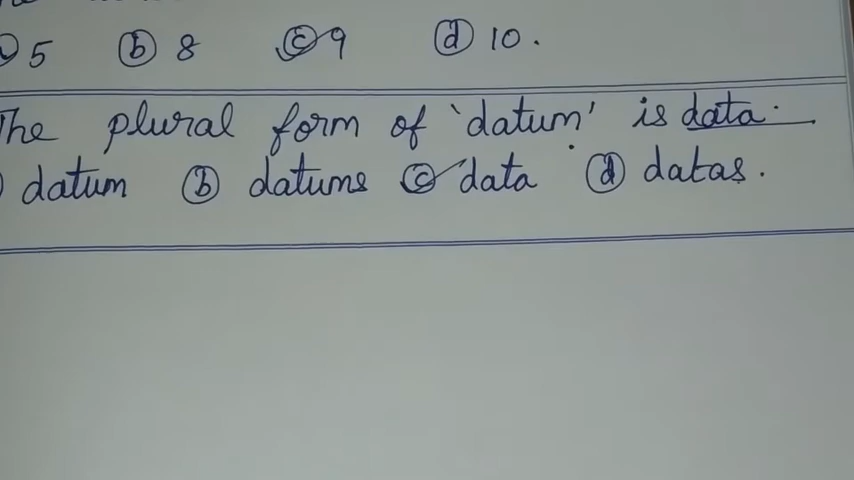 5 (b) 8 (c) 9 (d) 10.
The plural form of 'datum' is data.
datum (b) datums (c) data (d) datas.